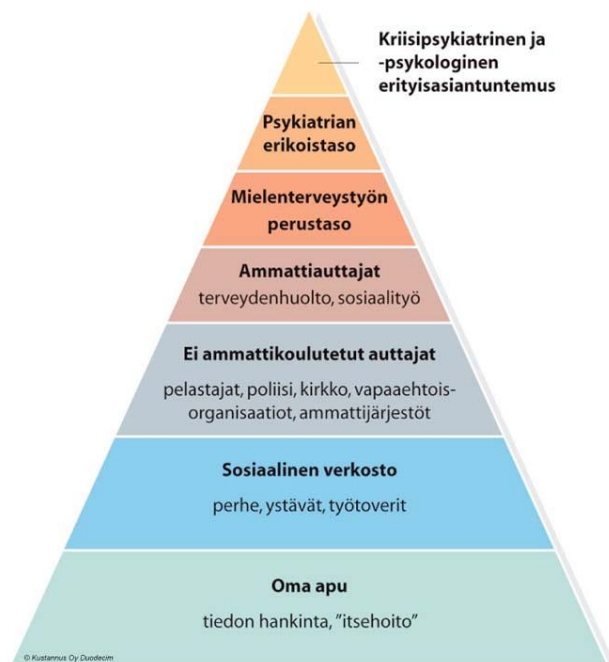 Kriisipsykiatrinen ja
-psykologinen
erityisasiantuntemus
Psykiatrian
erikoistaso
Mielenterveystyön
perustaso
Ammattiauttajat
terveydenhuolto, sosiaalityö
Ei ammattikoulutetut auttajat
pelastajat, poliisi, kirkko, vapaaehtois-
organisaatiot, ammattijärjestöt
Sosiaalinen verkosto
perhe, ystävät, työtoverit
Oma apu
tiedon hankinta, ”itsehoito”
© Kustannus Oy Duodecim